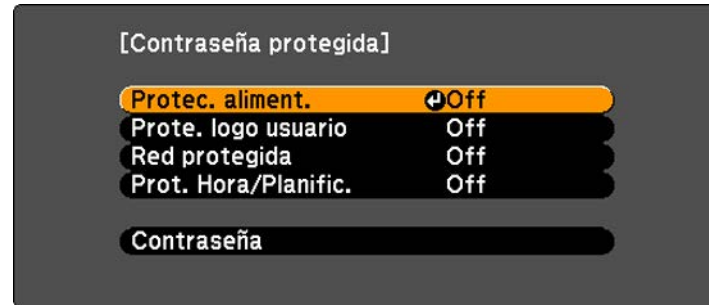 [Contraseña protegida]
Protec. aliment. Off
Prote. logo usuario Off
Red protegida Off
Prot. Hora/Planific. Off
Contraseña